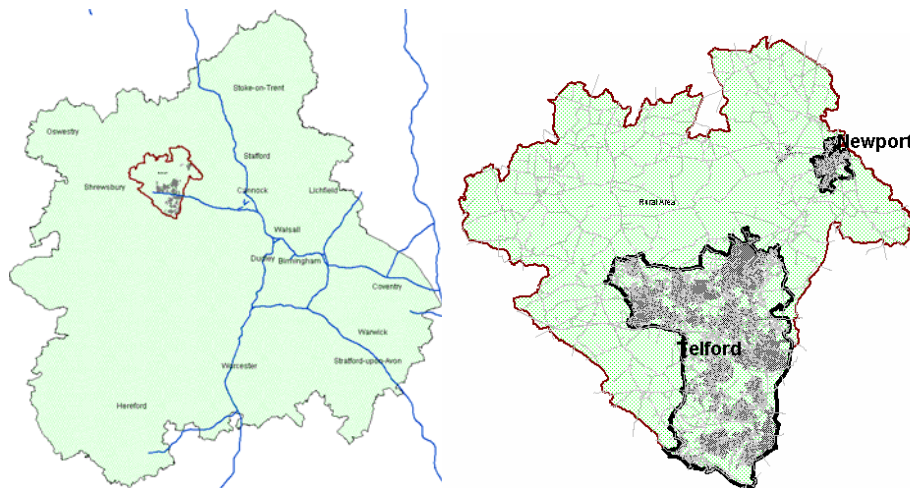 Stoke-on-Trent
Oswestry
Stafford
Shrewsbury
Cannock
Lichfield
Walsall
Dudley
Birmingham
Coventry
Warwick
Stratford-upon-Avon
Worcester
Hereford
Newport
Rural Area
Telford